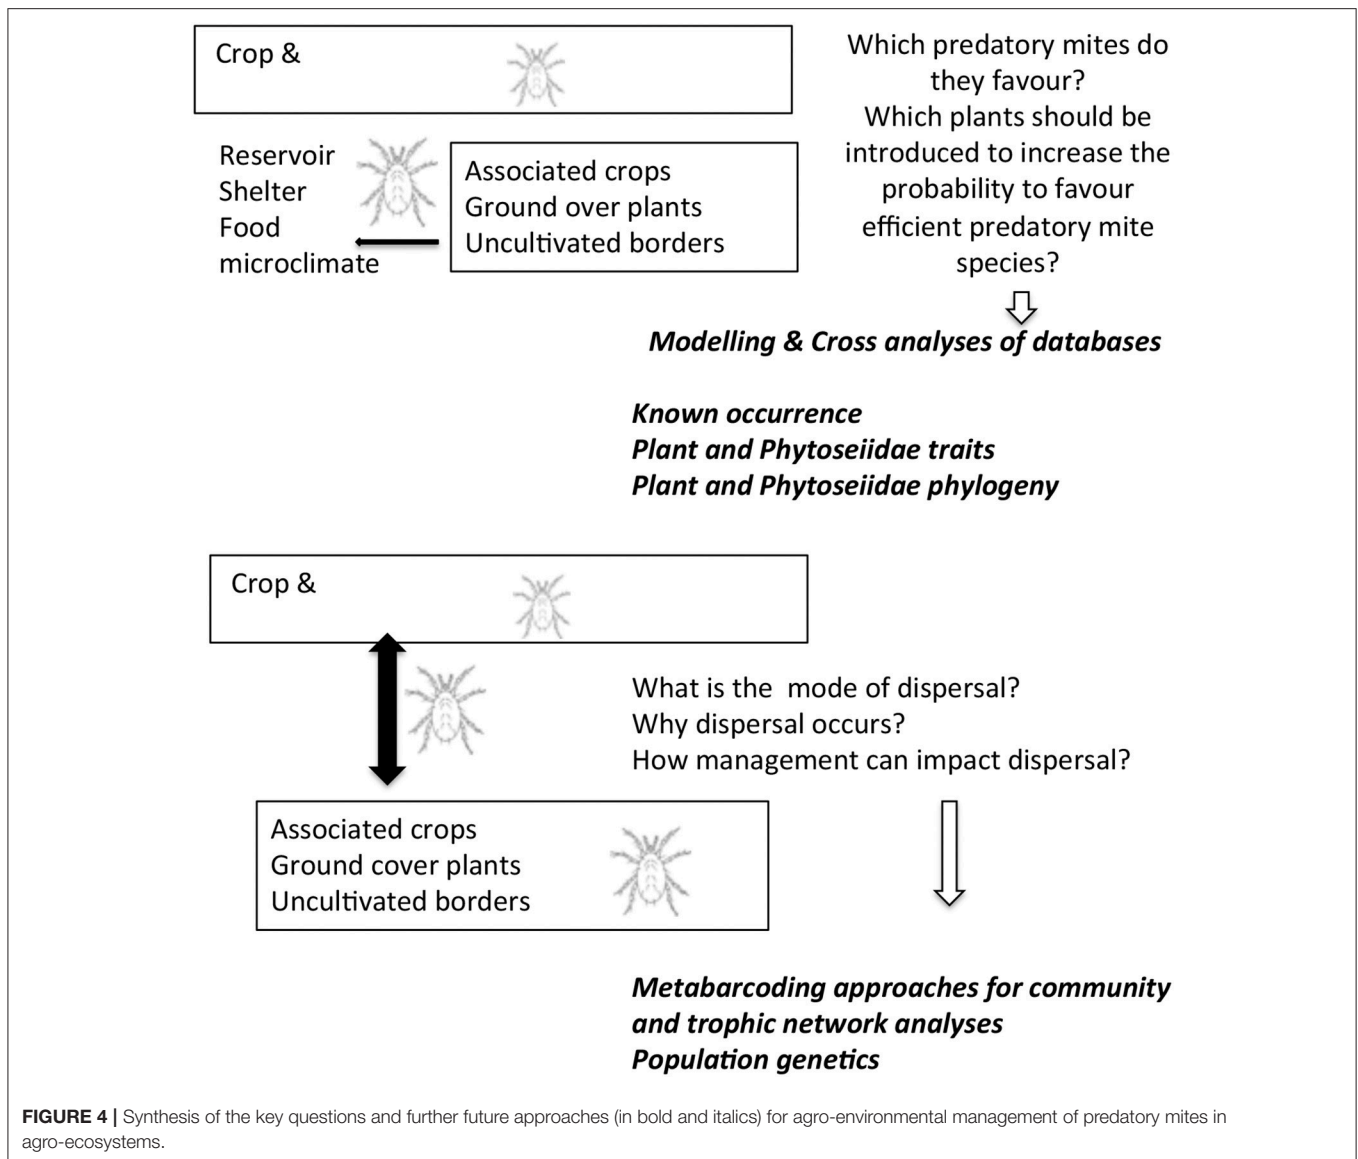 Crop &
Which predatory mites do
they favour?
Which plants should be
introduced to increase the
probability to favour
efficient predatory mite
species?
Reservoir
Shelter
Food
microclimate
Associated crops
Ground over plants
Uncultivated borders
Modelling & Cross analyses of databases
Known occurrence
Plant and Phytoseiidae traits
Plant and Phytoseiidae phylogeny
Crop &
What is the mode of dispersal?
Why dispersal occurs?
How management can impact dispersal?
Associated crops
Ground cover plants
Uncultivated borders
Metabarcoding approaches for community
and trophic network analyses
Population genetics
FIGURE 4 | Synthesis of the key questions and further future approaches (in bold and italics) for agro-environmental management of predatory mites in
agro-ecosystems.